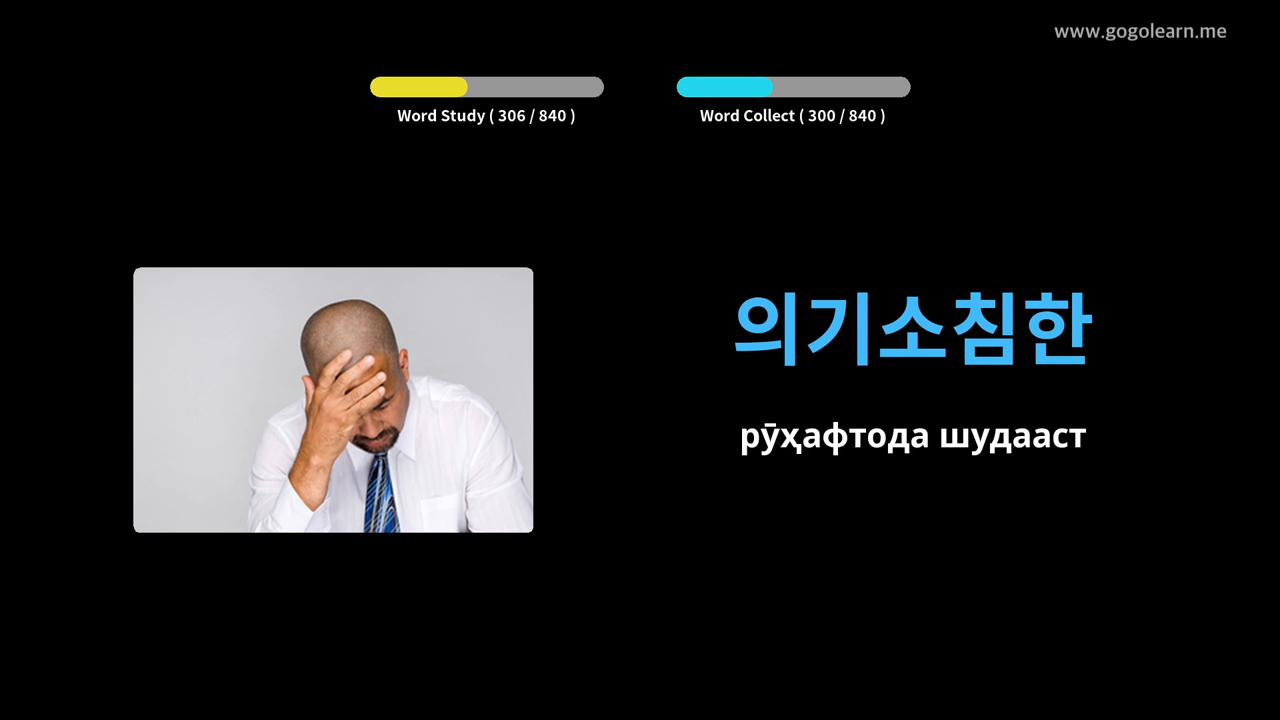 www.gogolearn.me
Word Study ( 306 / 840 )
Word Collect ( 300 / 840 )
의기소침한
рӯҳафтода шудааст